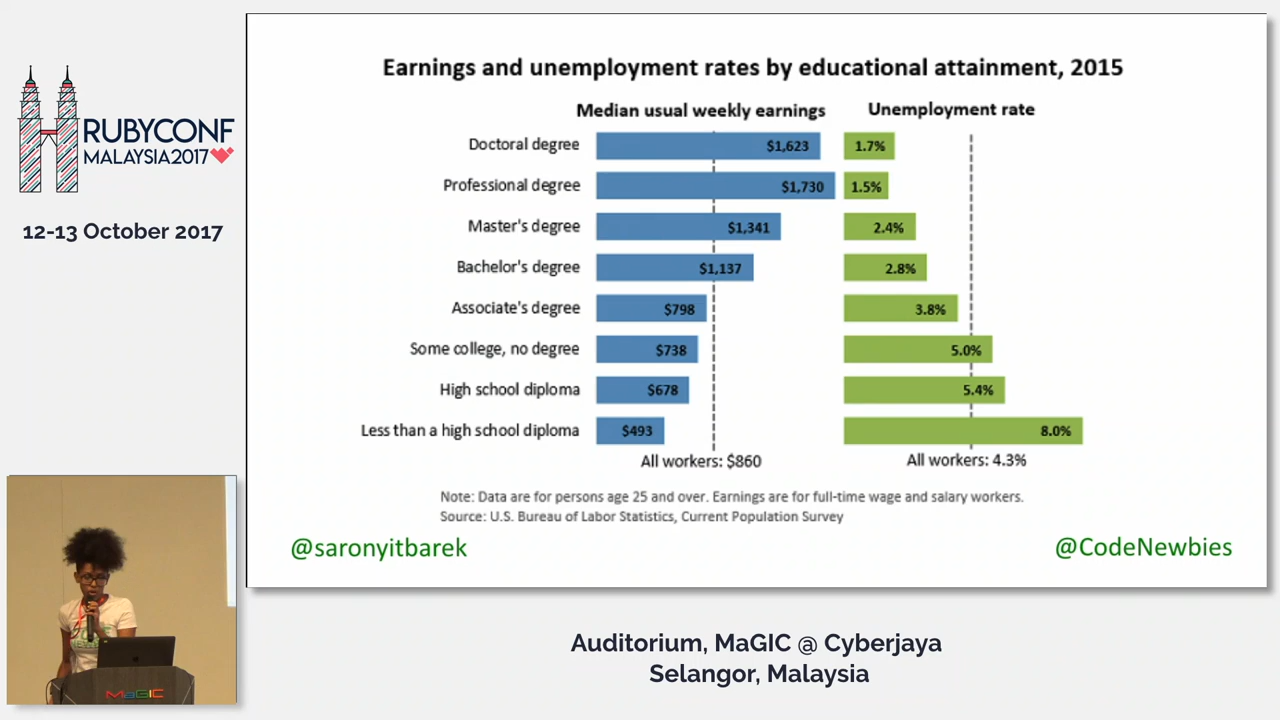 RUBYCONF
MALAYSIA2017
12-13 October 2017
Earnings and unemployment rates by educational attainment, 2015
Median usual weekly earnings
Unemployment rate
Doctoral degree $1,623 1.7%
Professional degree $1,730 1.5%
Master's degree $1,341 2.4%
Bachelor's degree $1,137 2.8%
Associate's degree $798 3.8%
Some college, no degree $738 5.0%
High school diploma $678 5.4%
Less than a high school diploma $493 8.0%
All workers: $860 All workers: 4.3%
Note: Data are for persons age 25 and over. Earnings are for full-time wage and salary workers.
Source: U.S. Bureau of Labor Statistics, Current Population Survey
@saronyitbarek @CodeNewbies
MaGIC
Auditorium, MaGIC @ Cyberjaya
Selangor, Malaysia